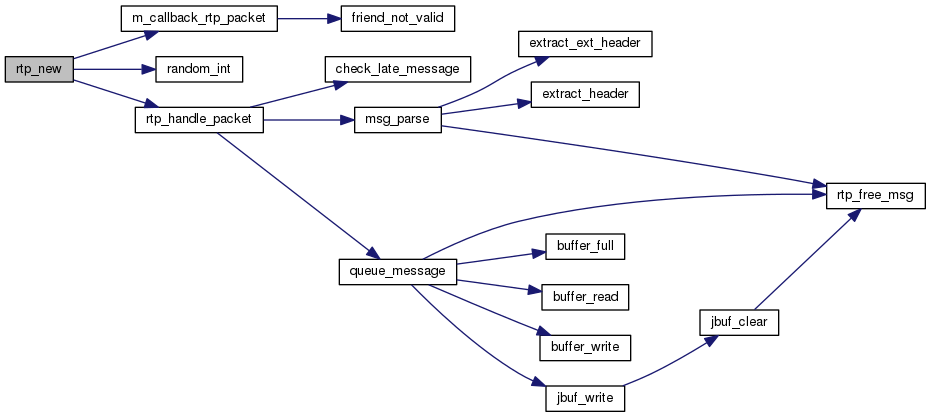 rtp_new
m_callback_rtp_packet
friend_not_valid
random_int
rtp_handle_packet
check_late_message
msg_parse
extract_ext_header
extract_header
rtp_free_msg
queue_message
buffer_full
buffer_read
buffer_write
jbuf_write
jbuf_clear